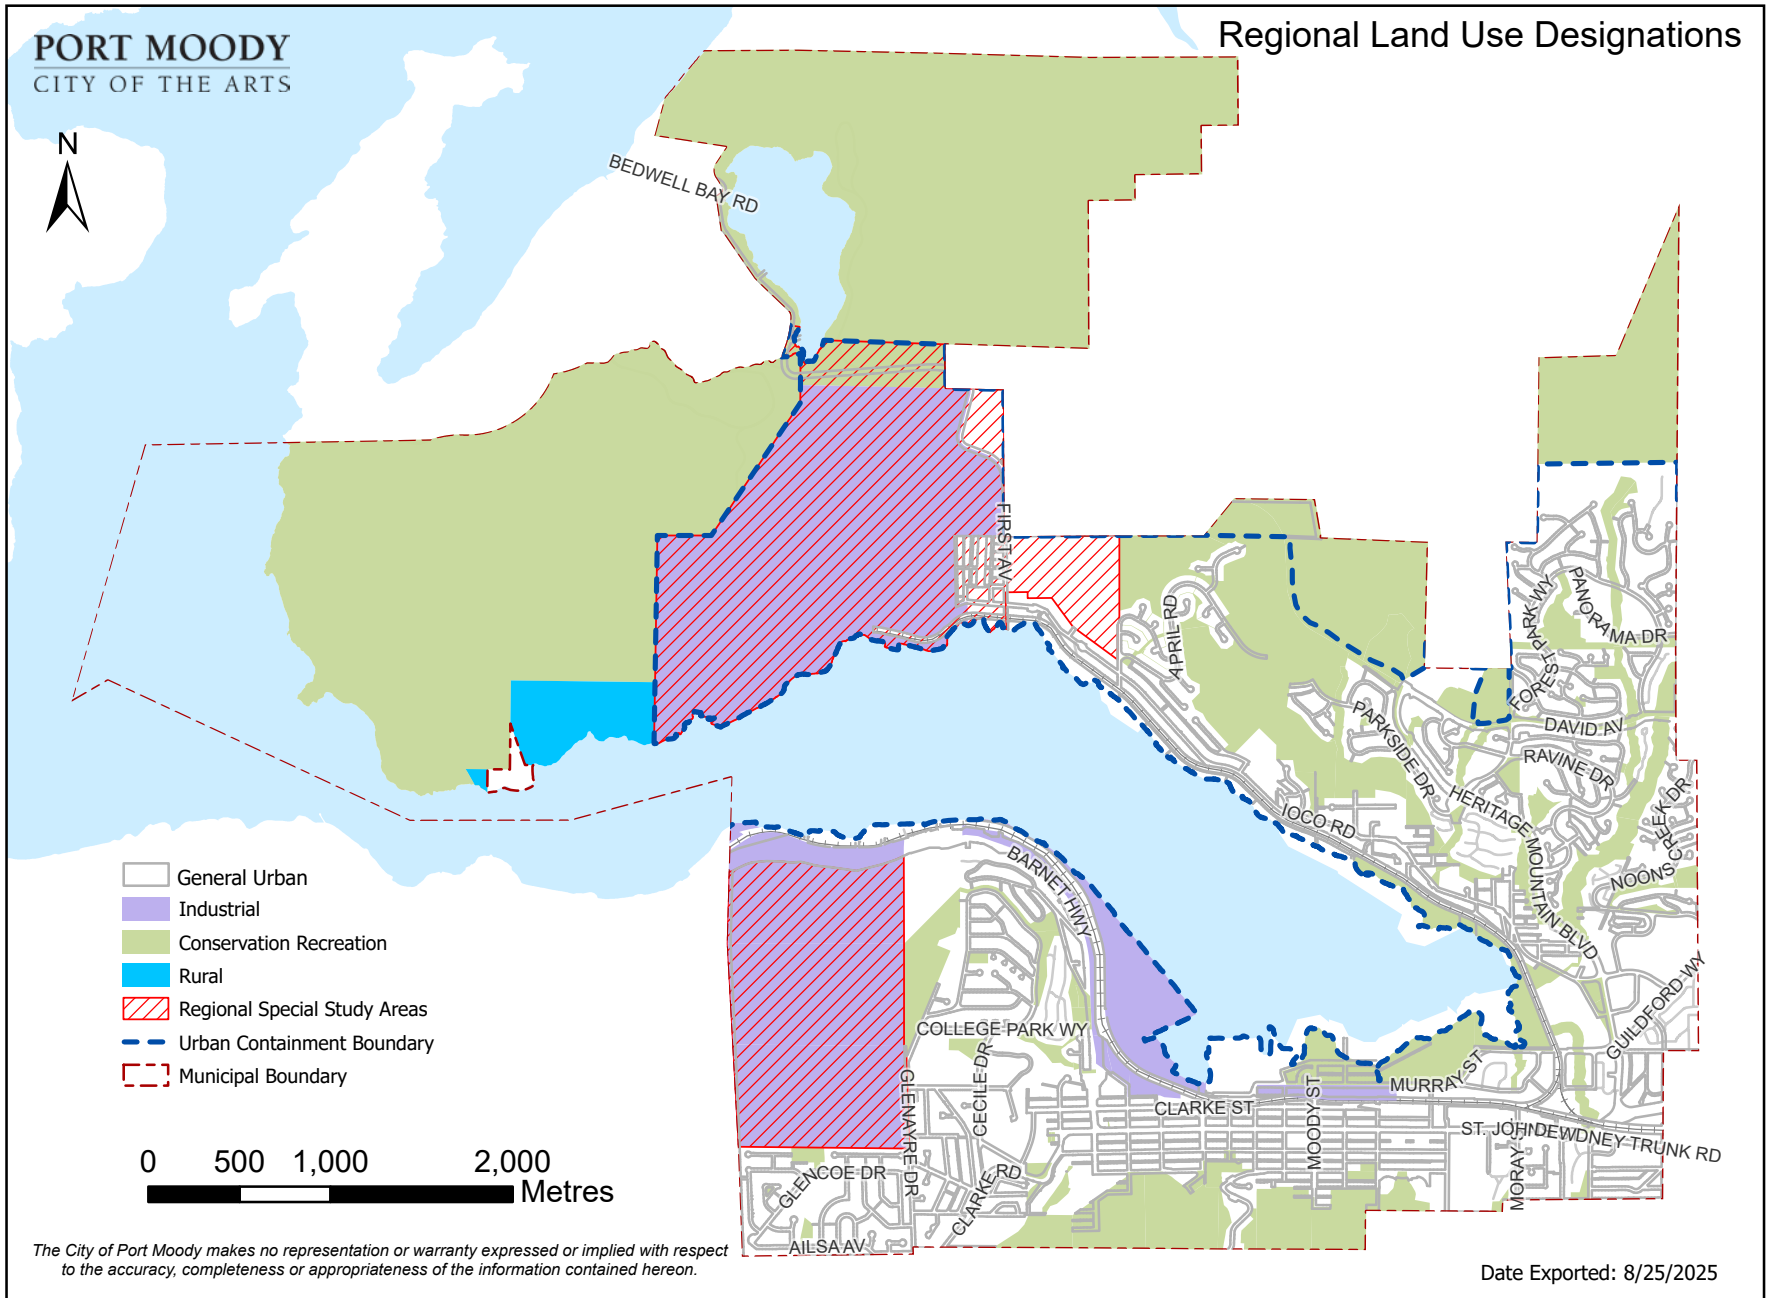 PORT MOODY
CITY OF THE ARTS
Regional Land Use Designations
N
BEDWELL BAY RD
FIRST AV
APRIL RD
FOREST PARK WY
PANORAMA DR
DAVID AV
PARKSIDE DR
RAVINE DR
HERITAGE MOUNTAIN BLVD
NOONS CREEK DR
IOCO RD
BARNET HWY
GUILDFORD WY
COLLEGE PARK WY
CECILE DR
GLENAYRE DR
CLARKE ST
MOODY ST
MURRAY ST
ST. JOH
DEWDNEY TRUNK RD
MORAY S
GLENCOE DR
CLARKE RD
AILSA AV
General Urban
Industrial
Conservation Recreation
Rural
Regional Special Study Areas
Urban Containment Boundary
Municipal Boundary
0 500 1,000 2,000
Metres
The City of Port Moody makes no representation or warranty expressed or implied with respect
to the accuracy, completeness or appropriateness of the information contained hereon.
Date Exported: 8/25/2025